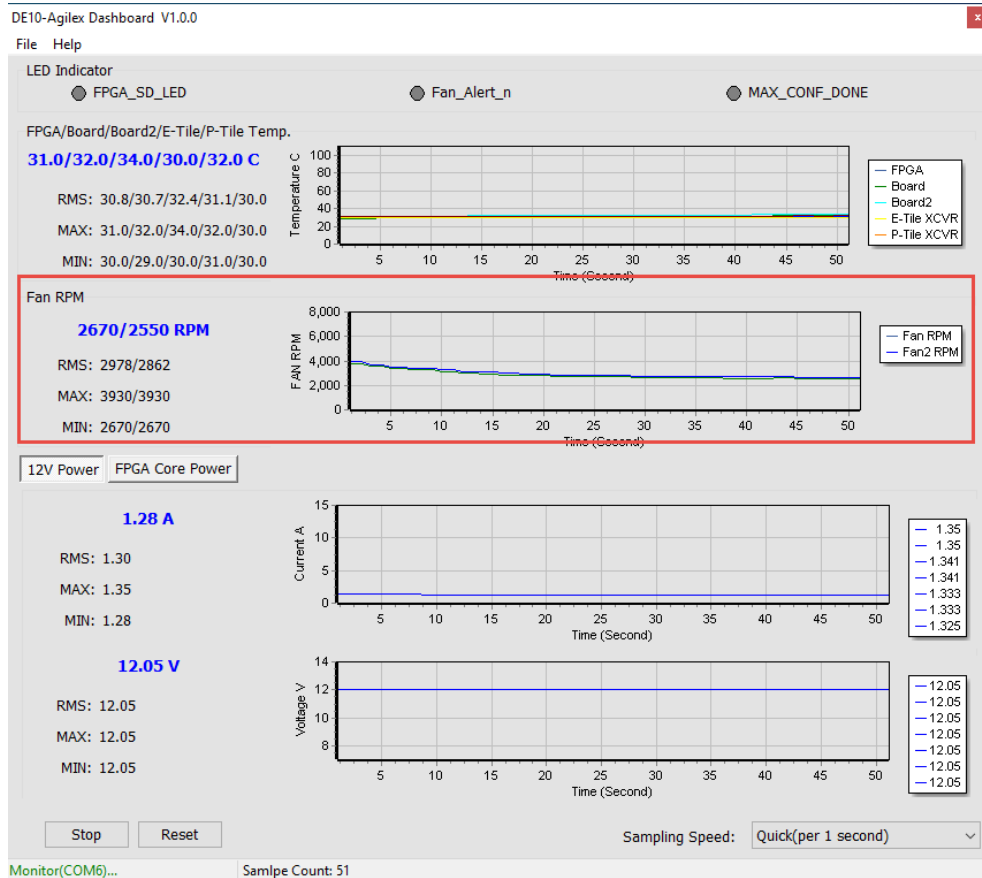 DE10-Agilex Dashboard V1.0.0
x
File Help
LED Indicator
FPGA_SD_LED Fan_Alert_n MAX_CONF_DONE
FPGA/Board/Board2/E-Tile/P-Tile Temp.
31.0/32.0/34.0/30.0/32.0 C
RMS: 30.8/30.7/32.4/31.1/30.0
MAX: 31.0/32.0/34.0/32.0/30.0
MIN: 30.0/29.0/30.0/31.0/30.0
Temperature C
100
80
60
40
20
0
5 10 15 20 25 30 35 40 45 50
Time (Second)
FPGA
Board
Board2
E-Tile XCVR
P-Tile XCVR
Fan RPM
2670/2550 RPM
RMS: 2978/2862
MAX: 3930/3930
MIN: 2670/2670
FAN RPM
8,000
6,000
4,000
2,000
0
5 10 15 20 25 30 35 40 45 50
Time (Second)
Fan RPM
Fan2 RPM
12V Power FPGA Core Power
1.28 A
RMS: 1.30
MAX: 1.35
MIN: 1.28
Current A
15
10
5
0
5 10 15 20 25 30 35 40 45 50
Time (Second)
1.35
1.35
1.341
1.341
1.333
1.333
1.325
12.05 V
RMS: 12.05
MAX: 12.05
MIN: 12.05
Voltage V
14
12
10
8
5 10 15 20 25 30 35 40 45 50
Time (Second)
12.05
12.05
12.05
12.05
12.05
12.05
12.05
Stop Reset Sampling Speed: Quick(per 1 second)
Monitor(COM6)... Samlpe Count: 51